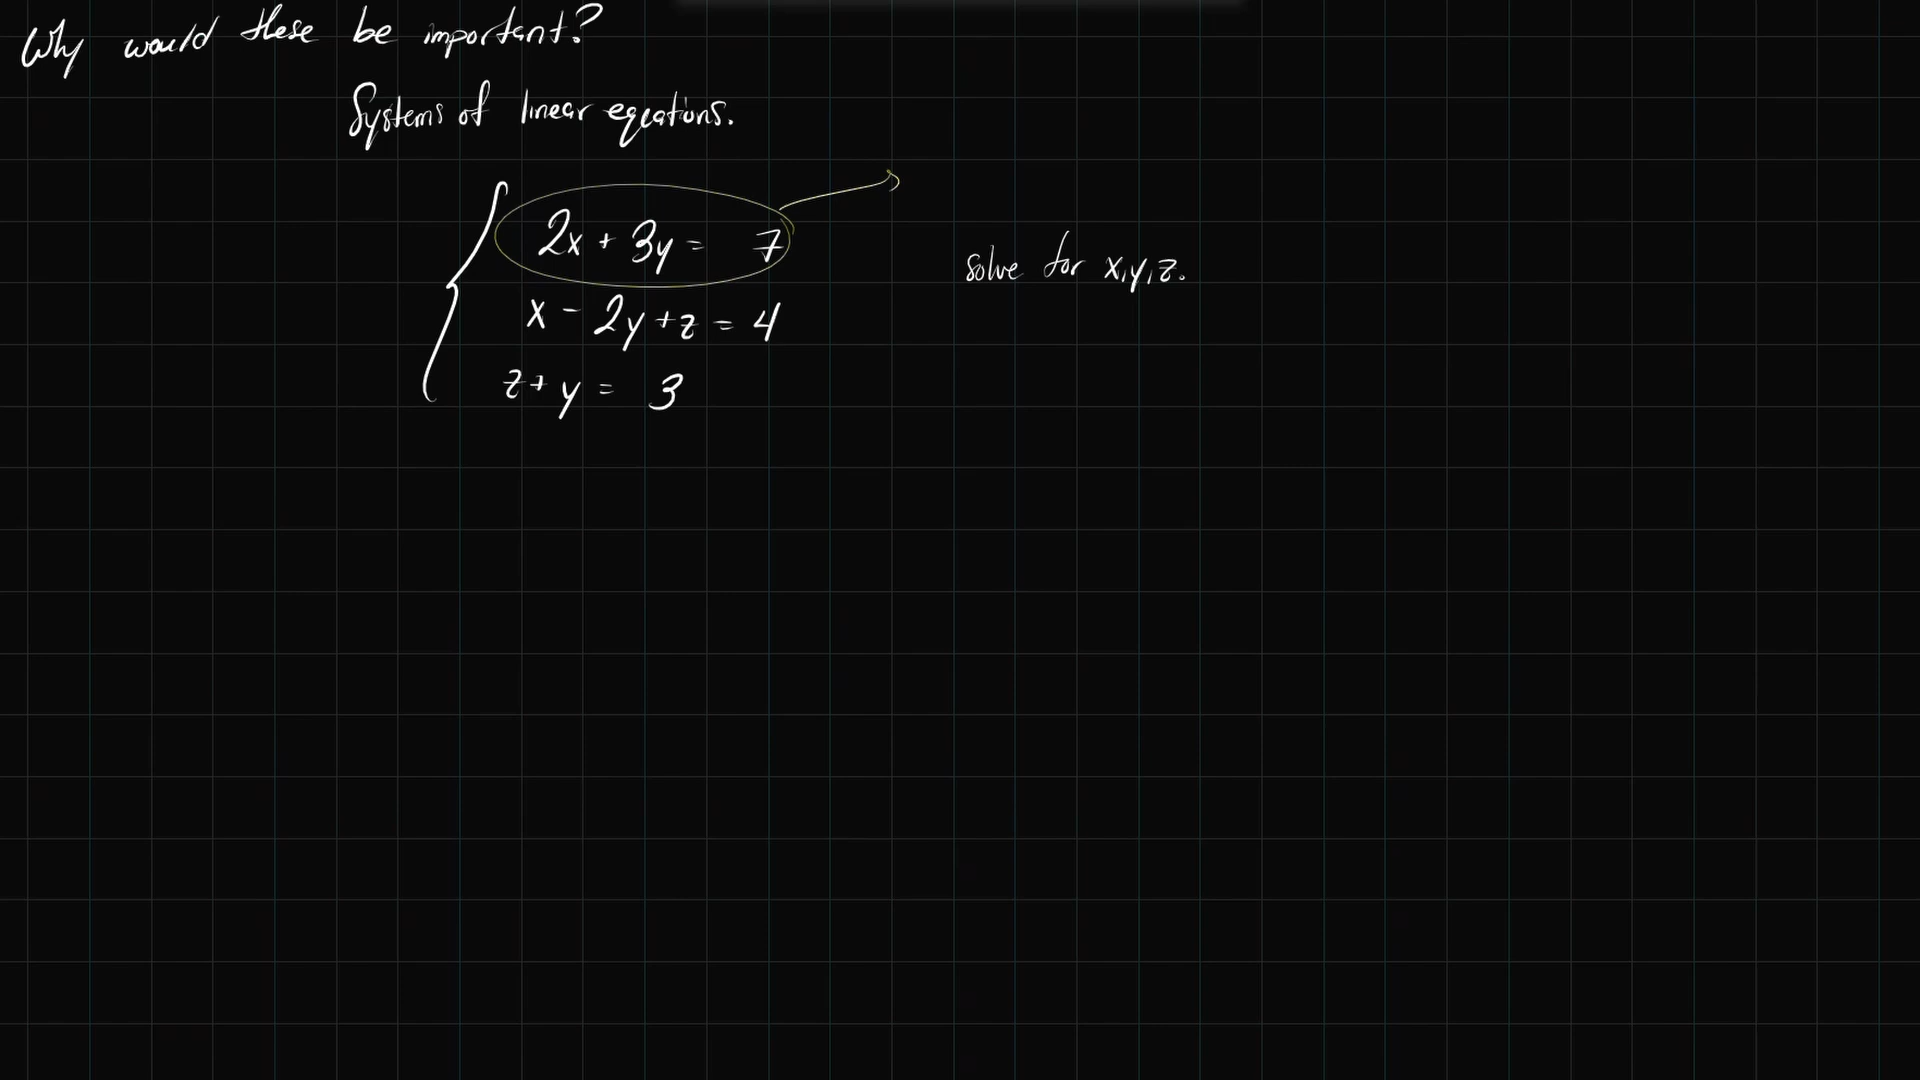 Why would these be important?
Systems of linear equations.
2x + 3y = 7
solve for x,y,z.
x - 2y + z = 4
z + y = 3